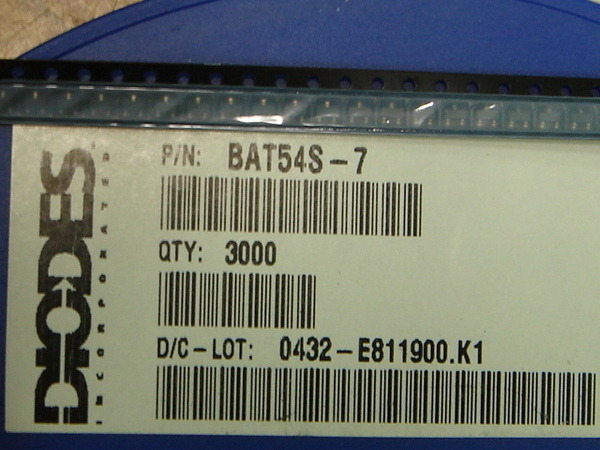 DIODES
INCORPORATED
P/N: BAT54S-7
QTY: 3000
D/C-LOT: 0432-E811900.K1